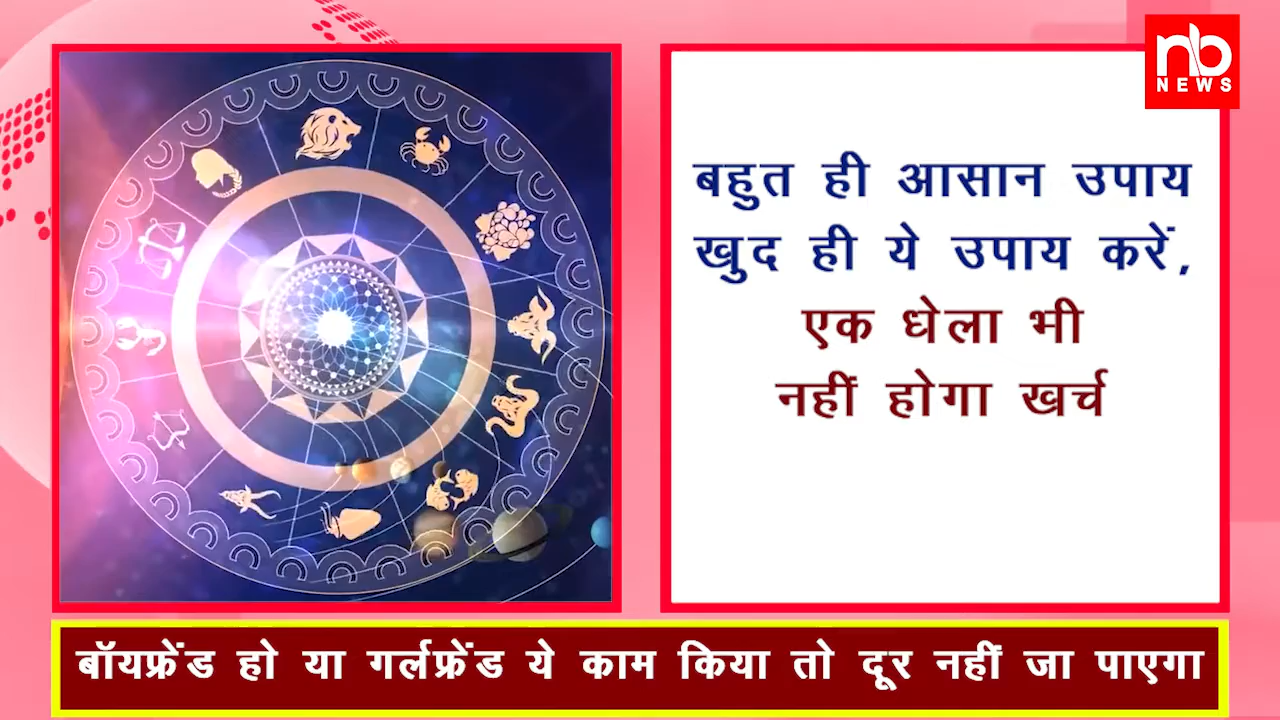 nb
NEWS
बहुत ही आसान उपाय
खुद ही ये उपाय करें,
एक धेला भी
नहीं होगा खर्च
बॉयफ्रेंड हो या गर्लफ्रेंड ये काम किया तो दूर नहीं जा पाएगा